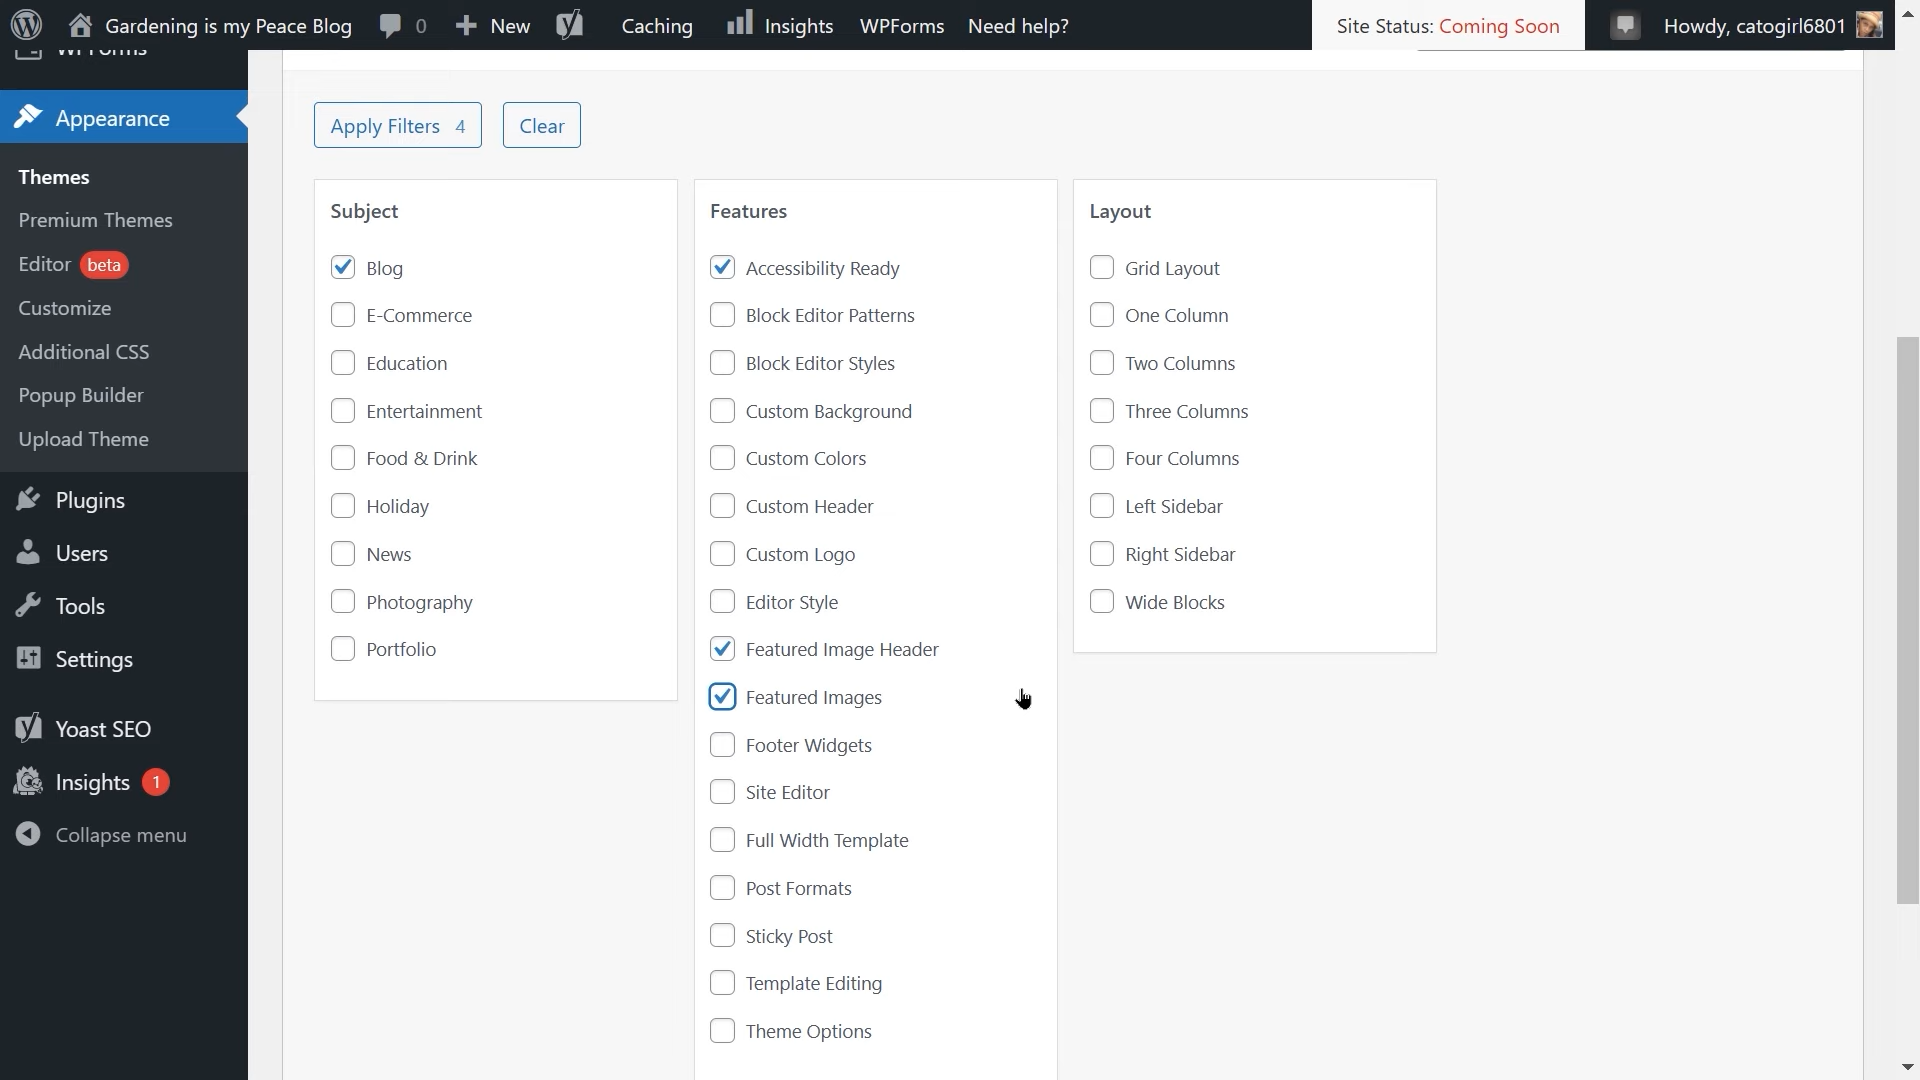 Gardening is my Peace Blog 0 New Caching Insights WPForms Need help? Site Status: Coming Soon Howdy, catogirl6801
WPForms
Appearance
Themes
Premium Themes
Editor beta
Customize
Additional CSS
Popup Builder
Upload Theme
Plugins
Users
Tools
Settings
Yoast SEO
Insights 1
Collapse menu
Apply Filters 4 Clear
Subject
Blog
E-Commerce
Education
Entertainment
Food & Drink
Holiday
News
Photography
Portfolio
Features
Accessibility Ready
Block Editor Patterns
Block Editor Styles
Custom Background
Custom Colors
Custom Header
Custom Logo
Editor Style
Featured Image Header
Featured Images
Footer Widgets
Site Editor
Full Width Template
Post Formats
Sticky Post
Template Editing
Theme Options
Layout
Grid Layout
One Column
Two Columns
Three Columns
Four Columns
Left Sidebar
Right Sidebar
Wide Blocks